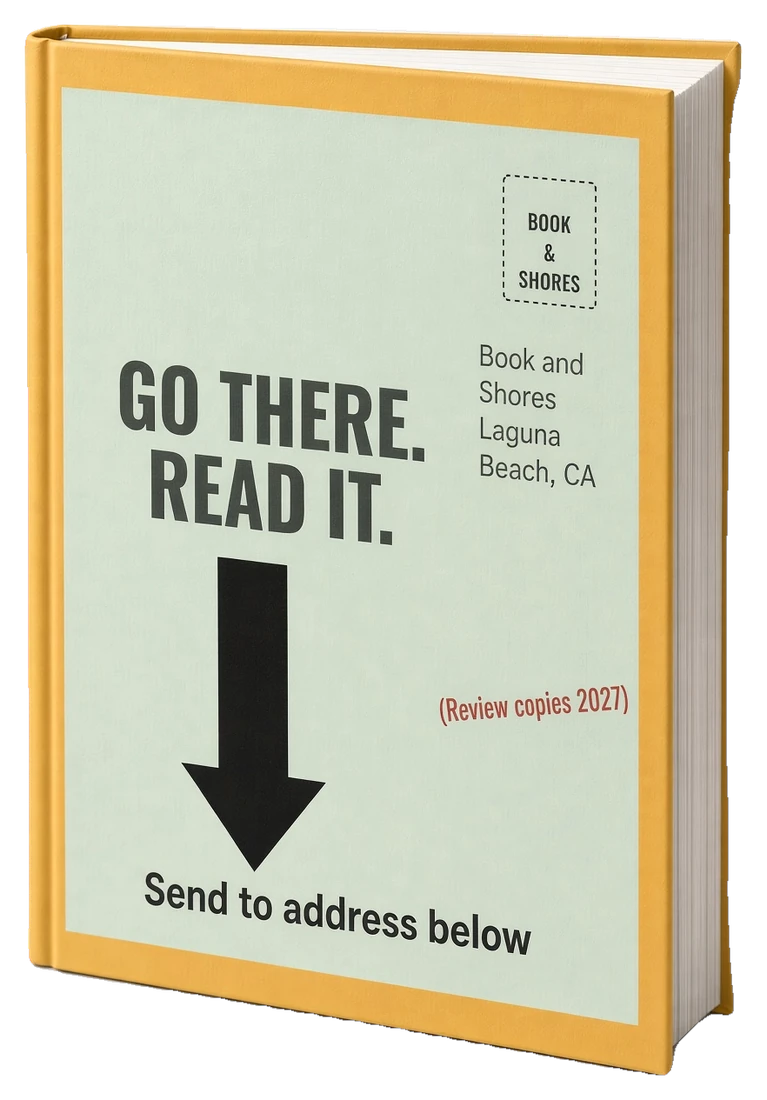 BOOK
&
SHORES
Book and
Shores
Laguna
Beach, CA
GO THERE.
READ IT.
(Review copies 2027)
Send to address below